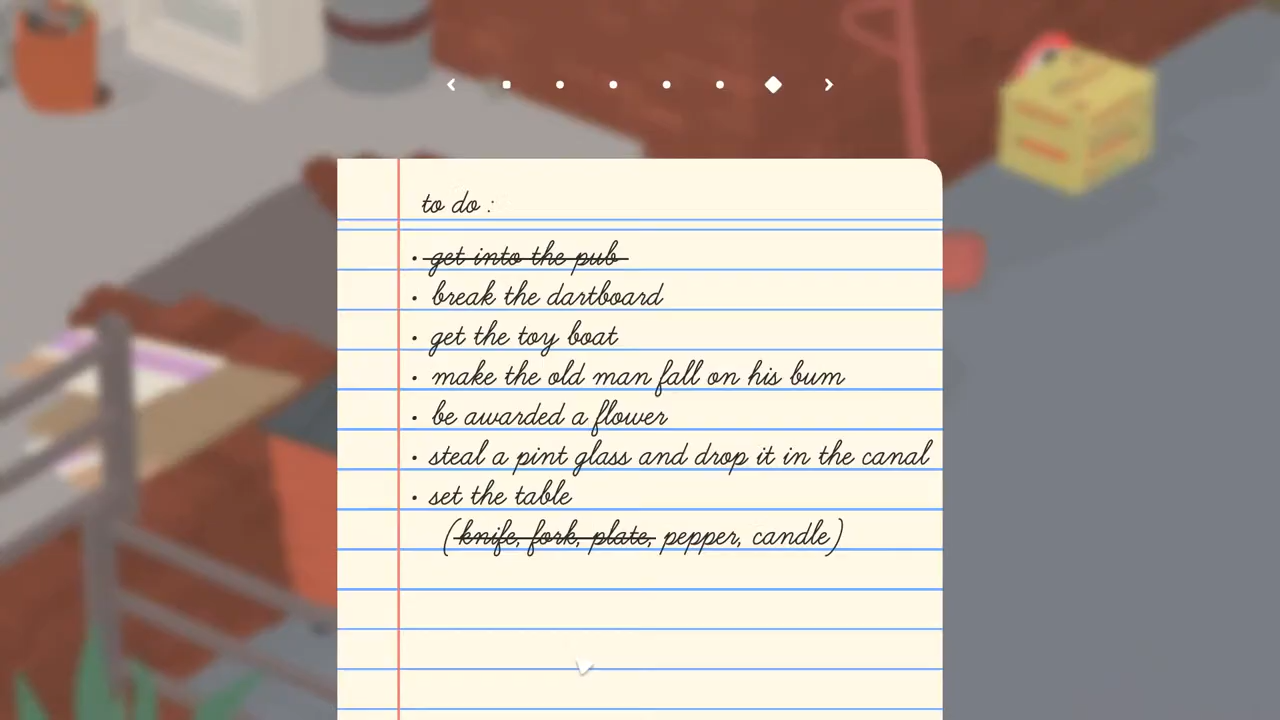 to do :
• get into the pub
• break the dartboard
• get the toy boat
• make the old man fall on his bum
• be awarded a flower
• steal a pint glass and drop it in the canal
• set the table
(knife, fork, plate, pepper, candle)